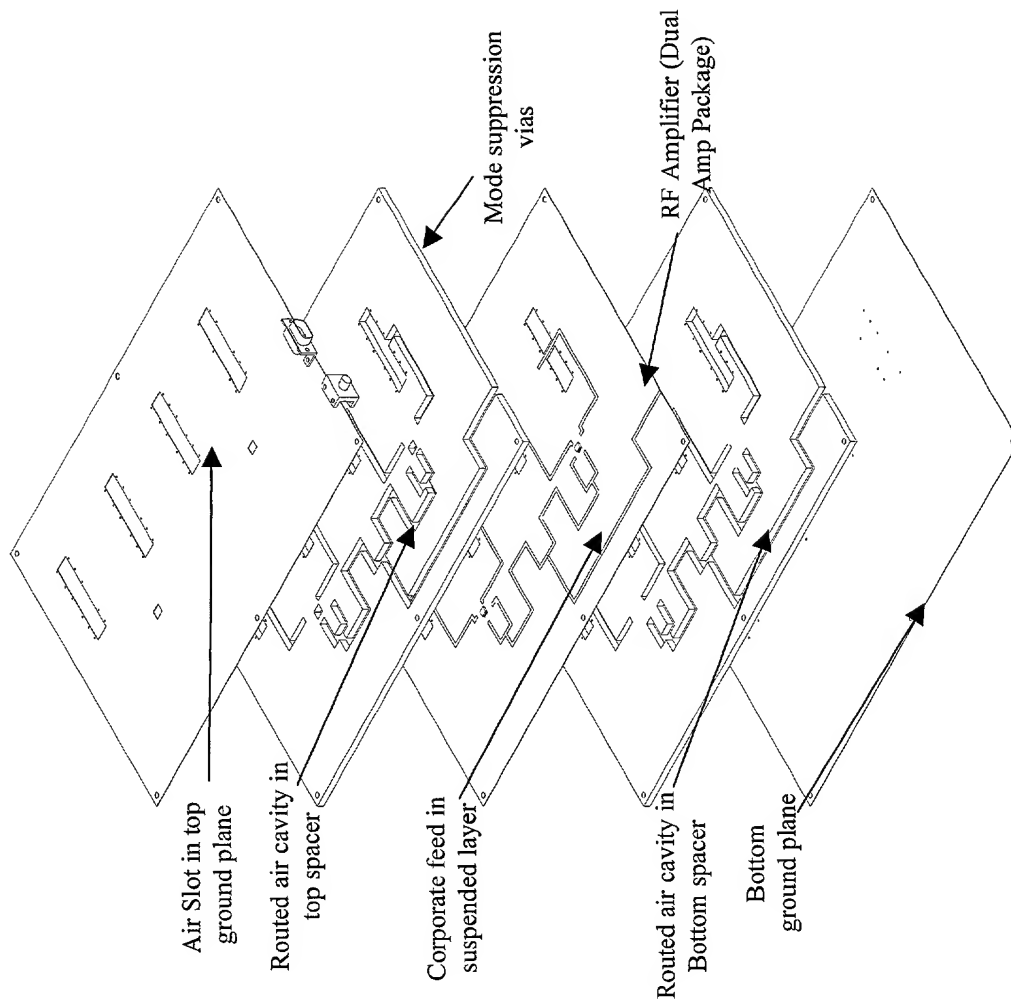 Air Slot in top
ground plane
Routed air cavity in
top spacer
Corporate feed in
suspended layer
Routed air cavity in
Bottom spacer
Bottom
ground plane
Mode suppression
vias
RF Amplifier (Dual
Amp Package)